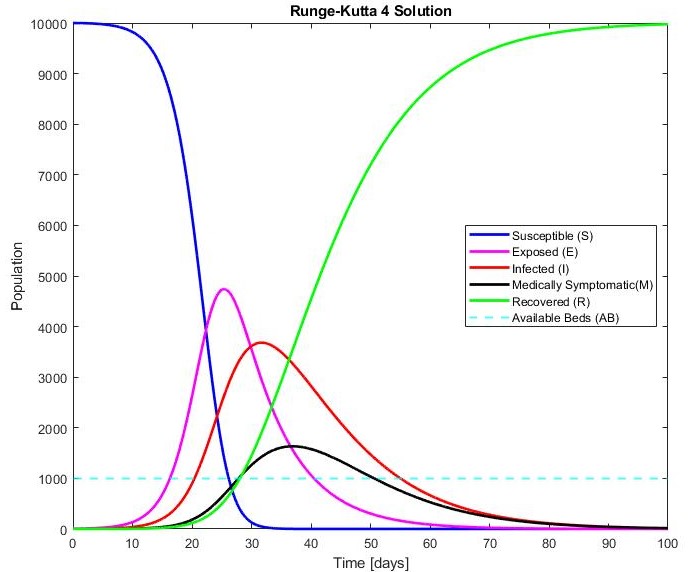 Runge-Kutta 4 Solution
10000
9000
8000
7000
6000
5000
4000
3000
2000
1000
0
Population
Susceptible (S)
Exposed (E)
Infected (I)
Medically Symptomatic(M)
Recovered (R)
Available Beds (AB)
0 10 20 30 40 50 60 70 80 90 100
Time [days]